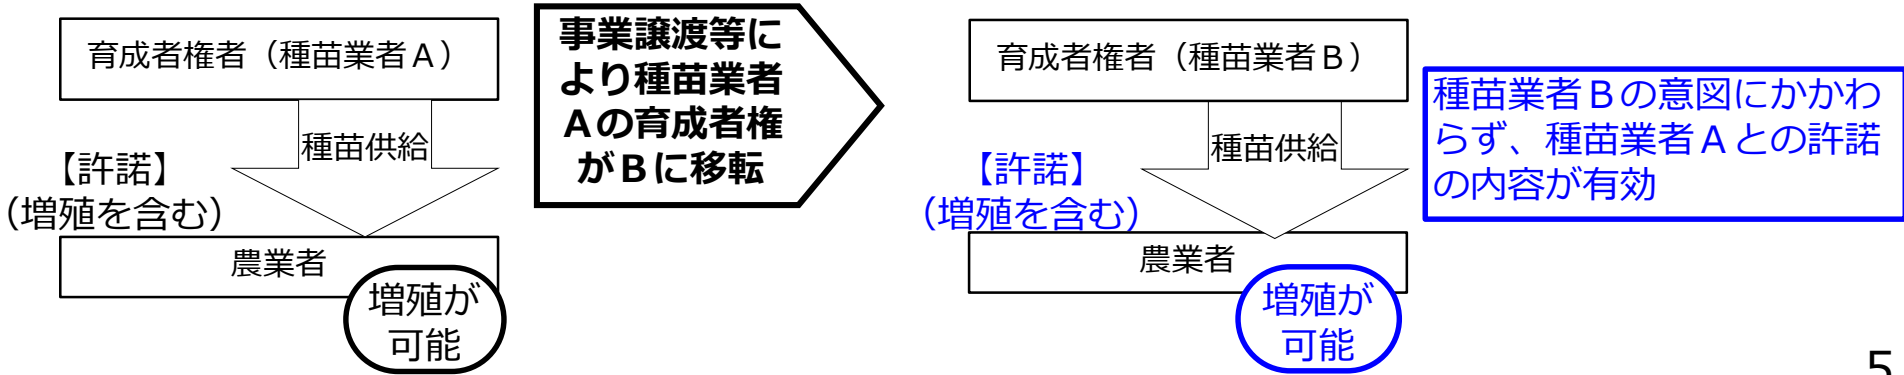 育成者権者（種苗業者Ａ）
種苗供給
【許諾】
（増殖を含む）
農業者
増殖が
可能
事業譲渡等に
より種苗業者
Ａの育成者権
がＢに移転
育成者権者（種苗業者Ｂ）
種苗供給
【許諾】
（増殖を含む）
農業者
増殖が
可能
種苗業者Ｂの意図にかかわ
らず、種苗業者Ａとの許諾
の内容が有効
5